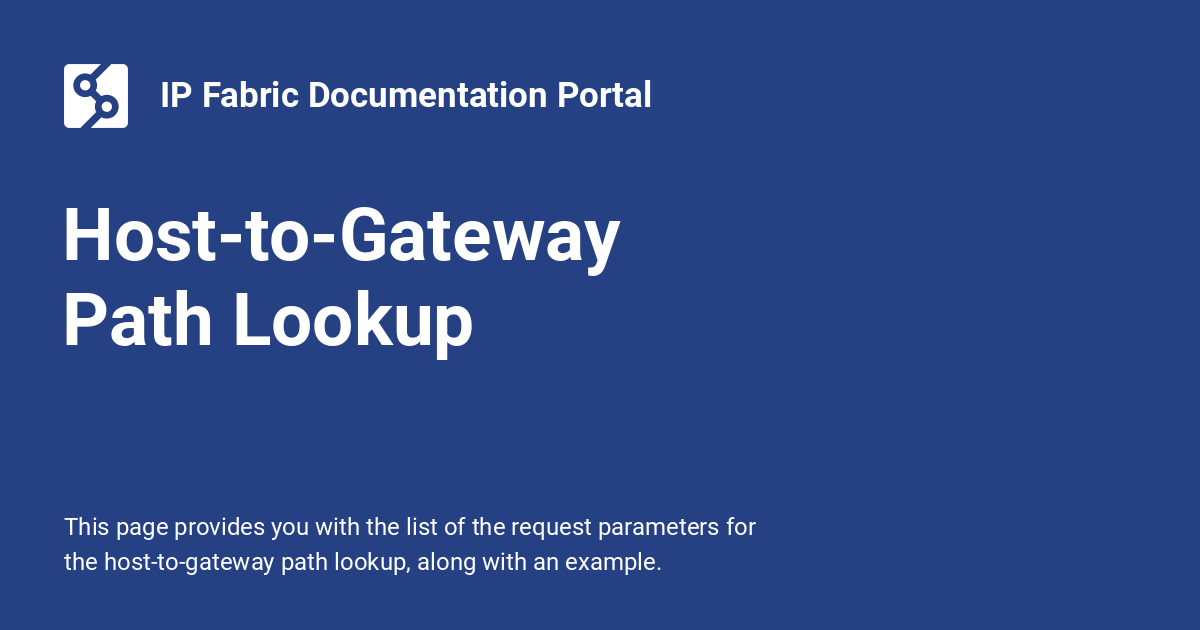 IP Fabric Documentation Portal
Host-to-Gateway
Path Lookup
This page provides you with the list of the request parameters for
the host-to-gateway path lookup, along with an example.